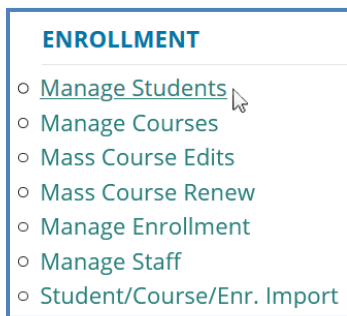 ENROLLMENT
Manage Students
Manage Courses
Mass Course Edits
Mass Course Renew
Manage Enrollment
Manage Staff
Student/Course/Enr. Import